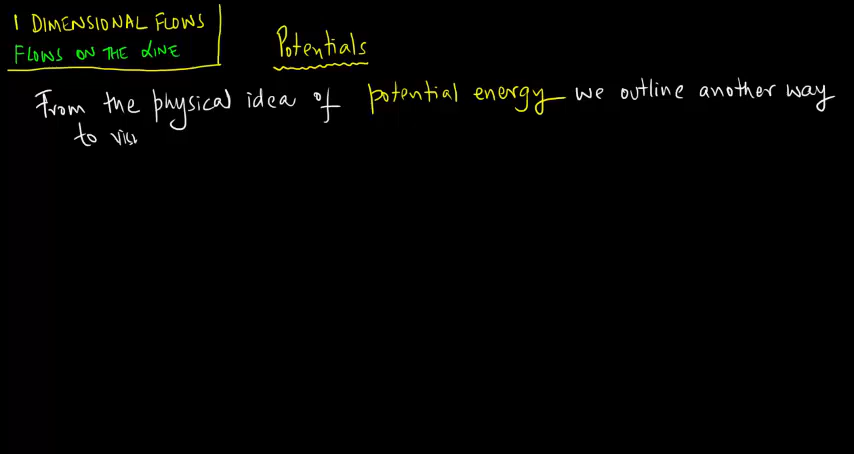 1 DIMENSIONAL FLOWS
FLOWS ON THE LINE
Potentials
From the physical idea of potential energy we outline another way
to vis